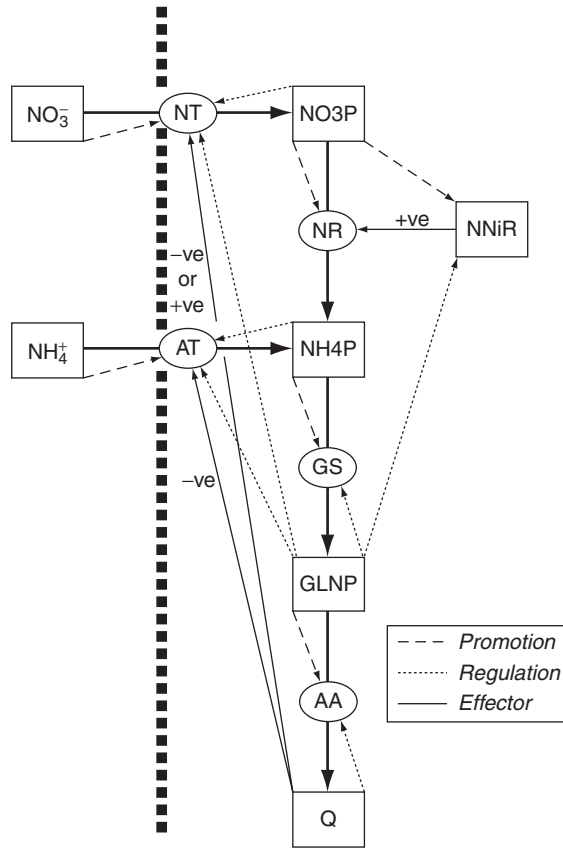 NO₃⁻
NT
NO3P
NR
+ve
NNiR
−ve
or
+ve
NH₄⁺
AT
NH4P
−ve
GS
GLNP
AA
Q
Promotion
Regulation
Effector